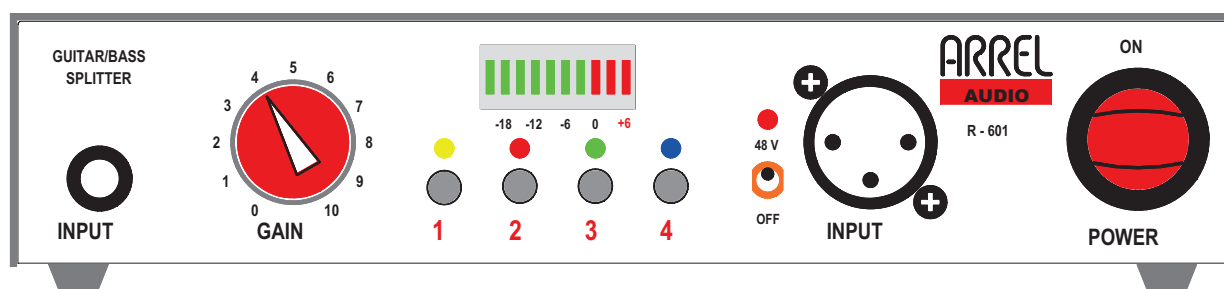 GUITAR/BASS
SPLITTER
INPUT
0
1
2
3
4
5
6
7
8
9
10
GAIN
-18 -12 -6 0 +6
1 2 3 4
48 V
OFF
INPUT
ARREL
AUDIO
R - 601
ON
POWER